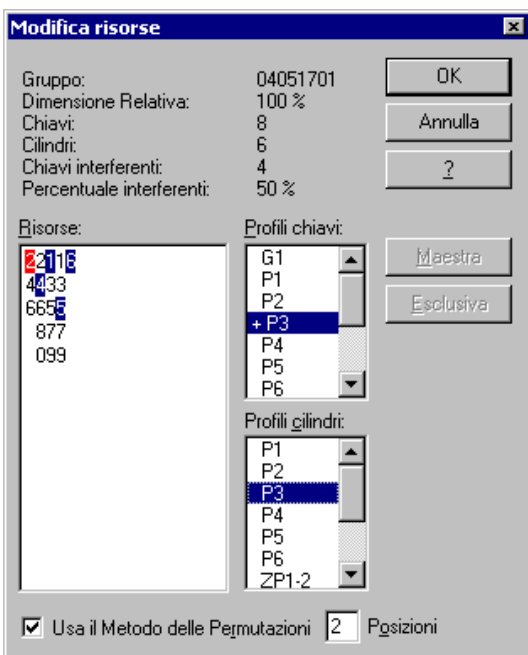 Modifica risorse
Gruppo: 04051701
Dimensione Relativa: 100 %
Chiavi: 8
Cilindri: 6
Chiavi interferenti: 4
Percentuale interferenti: 50 %
OK
Annulla
?
Risorse:
22116
4433
6655
877
099
Profili chiavi:
G1
P1
P2
+ P3
P4
P5
P6
Maestra
Esclusiva
Profili cilindri:
P1
P2
P3
P4
P5
P6
ZP1-2
Usa il Metodo delle Permutazioni 2 Posizioni